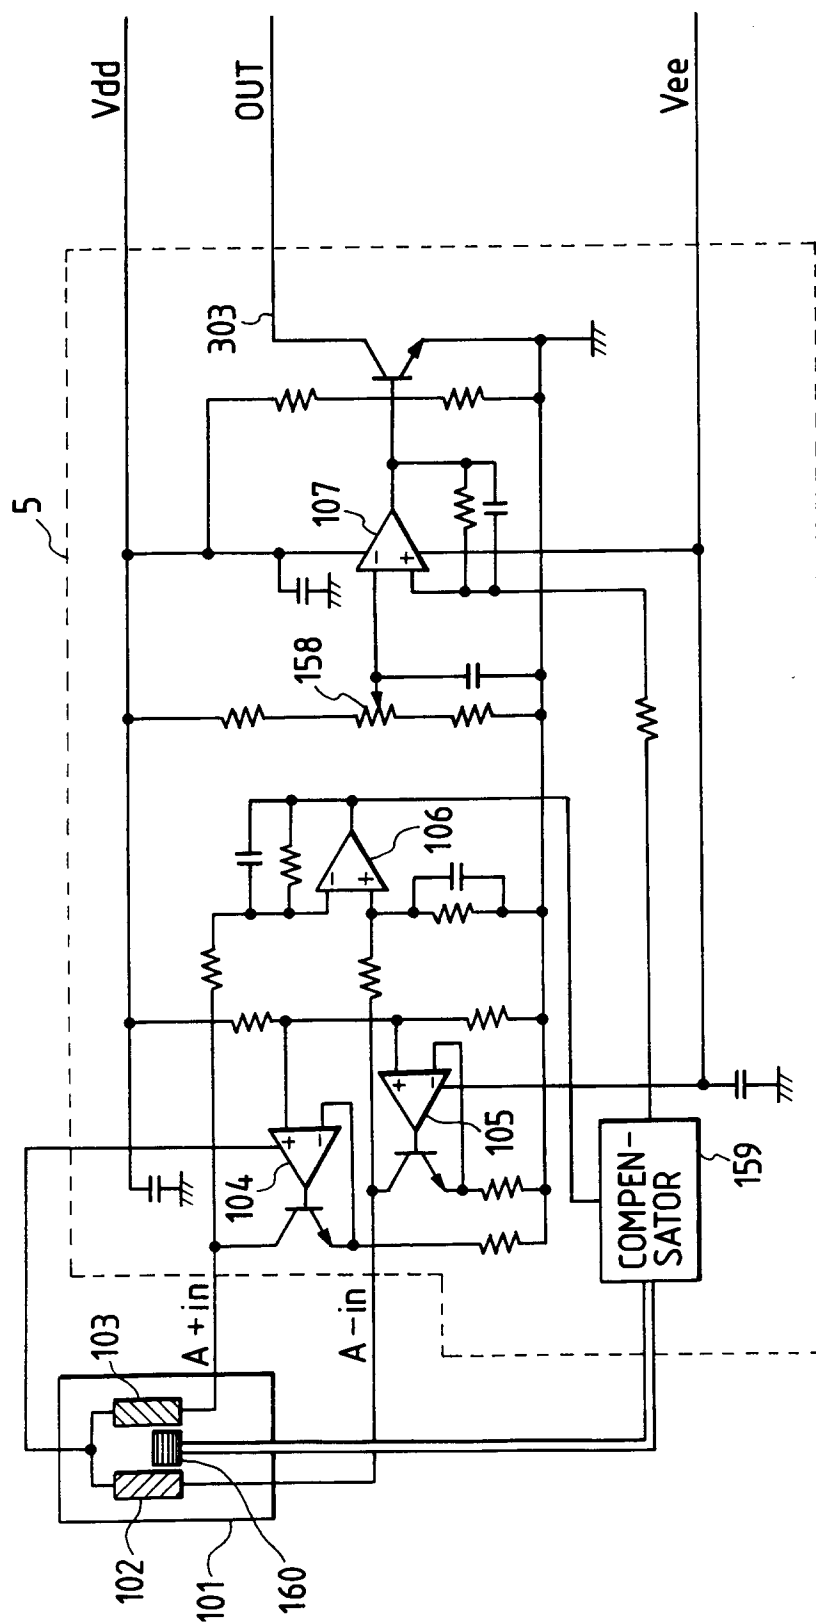 Vdd
OUT
Vee
5
303
107
158
106
104
105
A+in
A−in
COMPEN-
SATOR
159
103
102
101
160
−
+
−
+
+
−
+
−